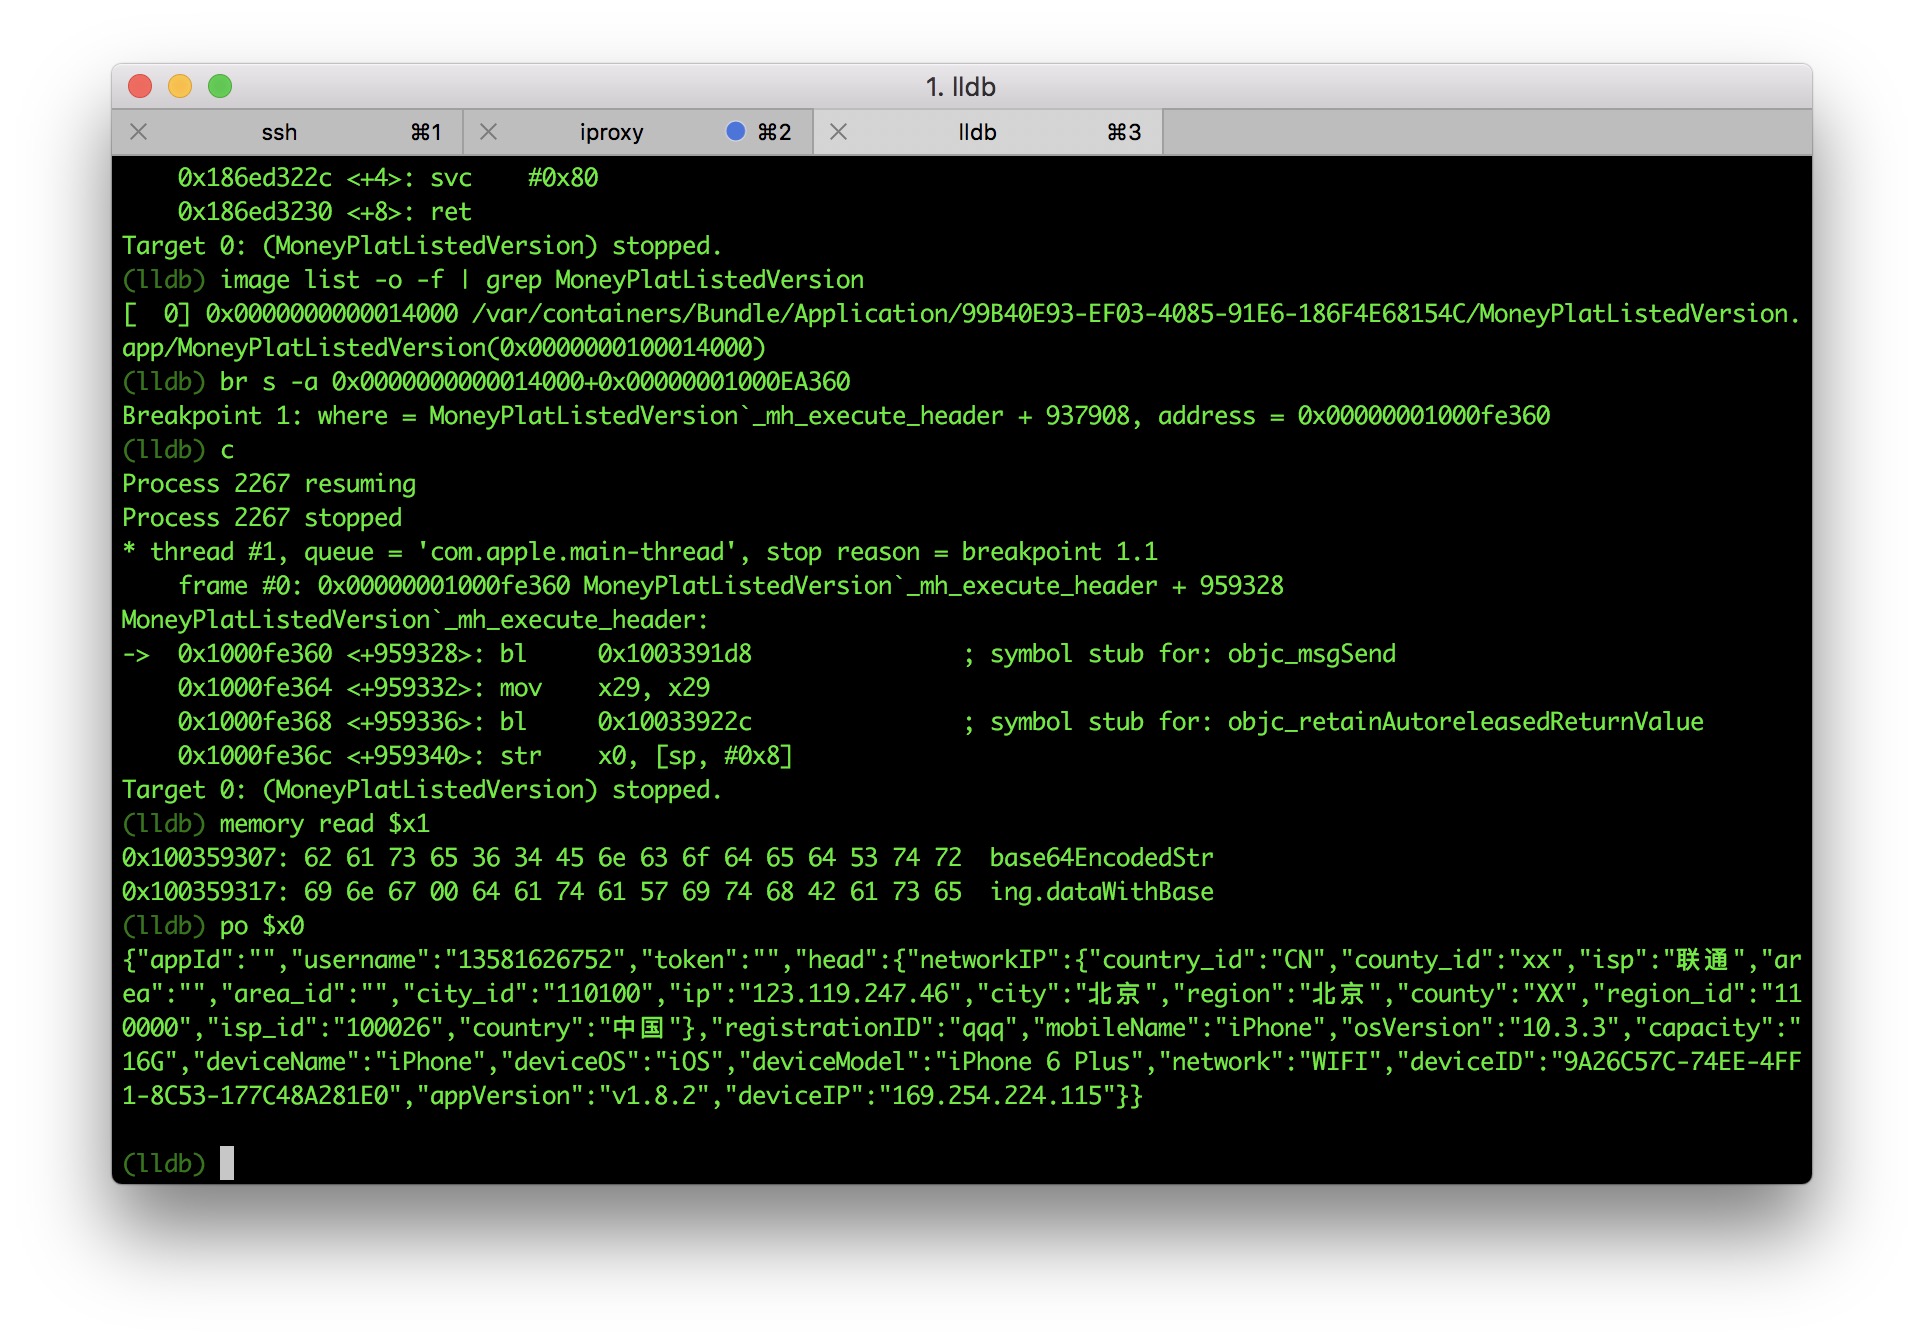 1. lldb
ssh ⌘1 iproxy ⌘2 lldb ⌘3
0x186ed322c <+4>: svc #0x80
0x186ed3230 <+8>: ret
Target 0: (MoneyPlatListedVersion) stopped.
(lldb) image list -o -f | grep MoneyPlatListedVersion
[ 0] 0x0000000000014000 /var/containers/Bundle/Application/99B40E93-EF03-4085-91E6-186F4E68154C/MoneyPlatListedVersion.
app/MoneyPlatListedVersion(0x0000000100014000)
(lldb) br s -a 0x0000000000014000+0x00000001000EA360
Breakpoint 1: where = MoneyPlatListedVersion`_mh_execute_header + 937908, address = 0x00000001000fe360
(lldb) c
Process 2267 resuming
Process 2267 stopped
* thread #1, queue = 'com.apple.main-thread', stop reason = breakpoint 1.1
frame #0: 0x00000001000fe360 MoneyPlatListedVersion`_mh_execute_header + 959328
MoneyPlatListedVersion`_mh_execute_header:
-> 0x1000fe360 <+959328>: bl 0x1003391d8 ; symbol stub for: objc_msgSend
0x1000fe364 <+959332>: mov x29, x29
0x1000fe368 <+959336>: bl 0x10033922c ; symbol stub for: objc_retainAutoreleasedReturnValue
0x1000fe36c <+959340>: str x0, [sp, #0x8]
Target 0: (MoneyPlatListedVersion) stopped.
(lldb) memory read $x1
0x100359307: 62 61 73 65 36 34 45 6e 63 6f 64 65 64 53 74 72 base64EncodedStr
0x100359317: 69 6e 67 00 64 61 74 61 57 69 74 68 42 61 73 65 ing.dataWithBase
(lldb) po $x0
{"appId":"","username":"13581626752","token":"","head":{"networkIP":{"country_id":"CN","county_id":"xx","isp":"联通","ar
ea":"","area_id":"","city_id":"110100","ip":"123.119.247.46","city":"北京","region":"北京","county":"XX","region_id":"11
0000","isp_id":"100026","country":"中国"},"registrationID":"qqq","mobileName":"iPhone","osVersion":"10.3.3","capacity":"
16G","deviceName":"iPhone","deviceOS":"iOS","deviceModel":"iPhone 6 Plus","network":"WIFI","deviceID":"9A26C57C-74EE-4FF
1-8C53-177C48A281E0","appVersion":"v1.8.2","deviceIP":"169.254.224.115"}}
(lldb)